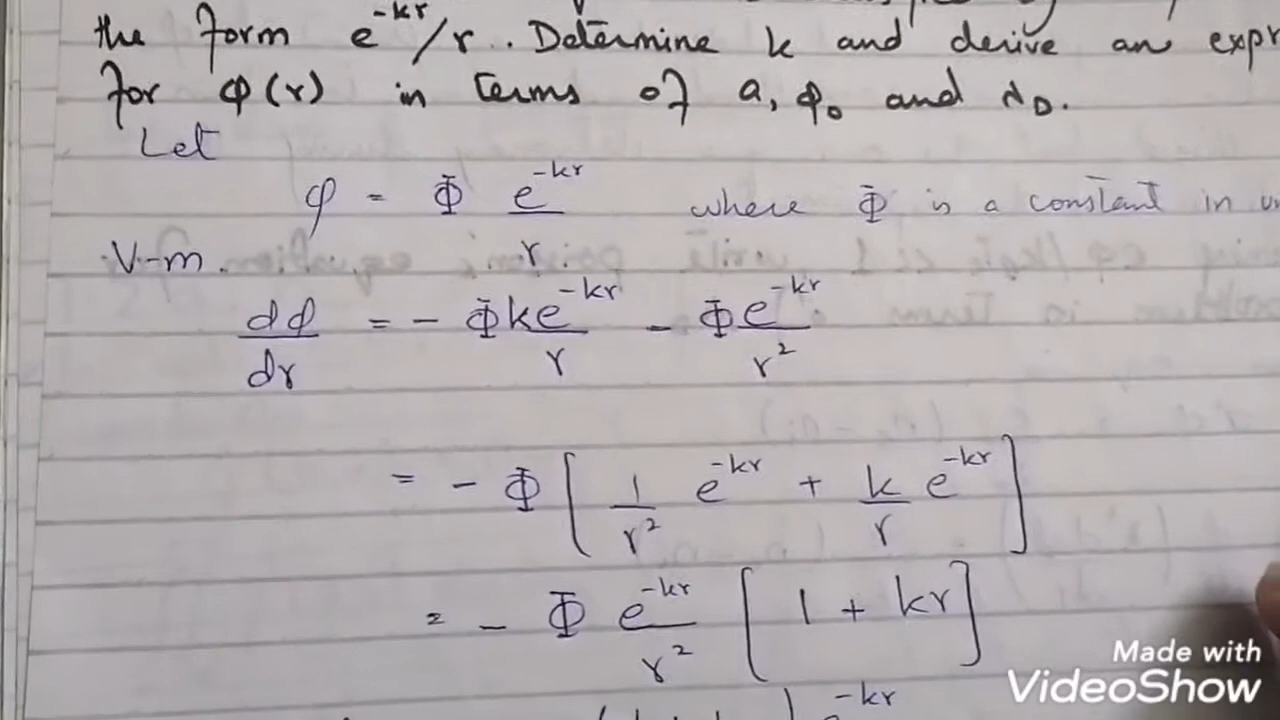 the form e^{-kr}/r. Determine k and derive an expr
for φ(r) in terms of a, φ₀ and λ_D.
Let
φ = Φ e^{-kr}/r where Φ is a constant in un
V-m.
dφ/dr = - Φke^{-kr}/r - Φe^{-kr}/r²
= - Φ [ 1/r² e^{-kr} + k/r e^{-kr} ]
= - Φ e^{-kr}/r² [ 1 + kr ]
Made with
VideoShow